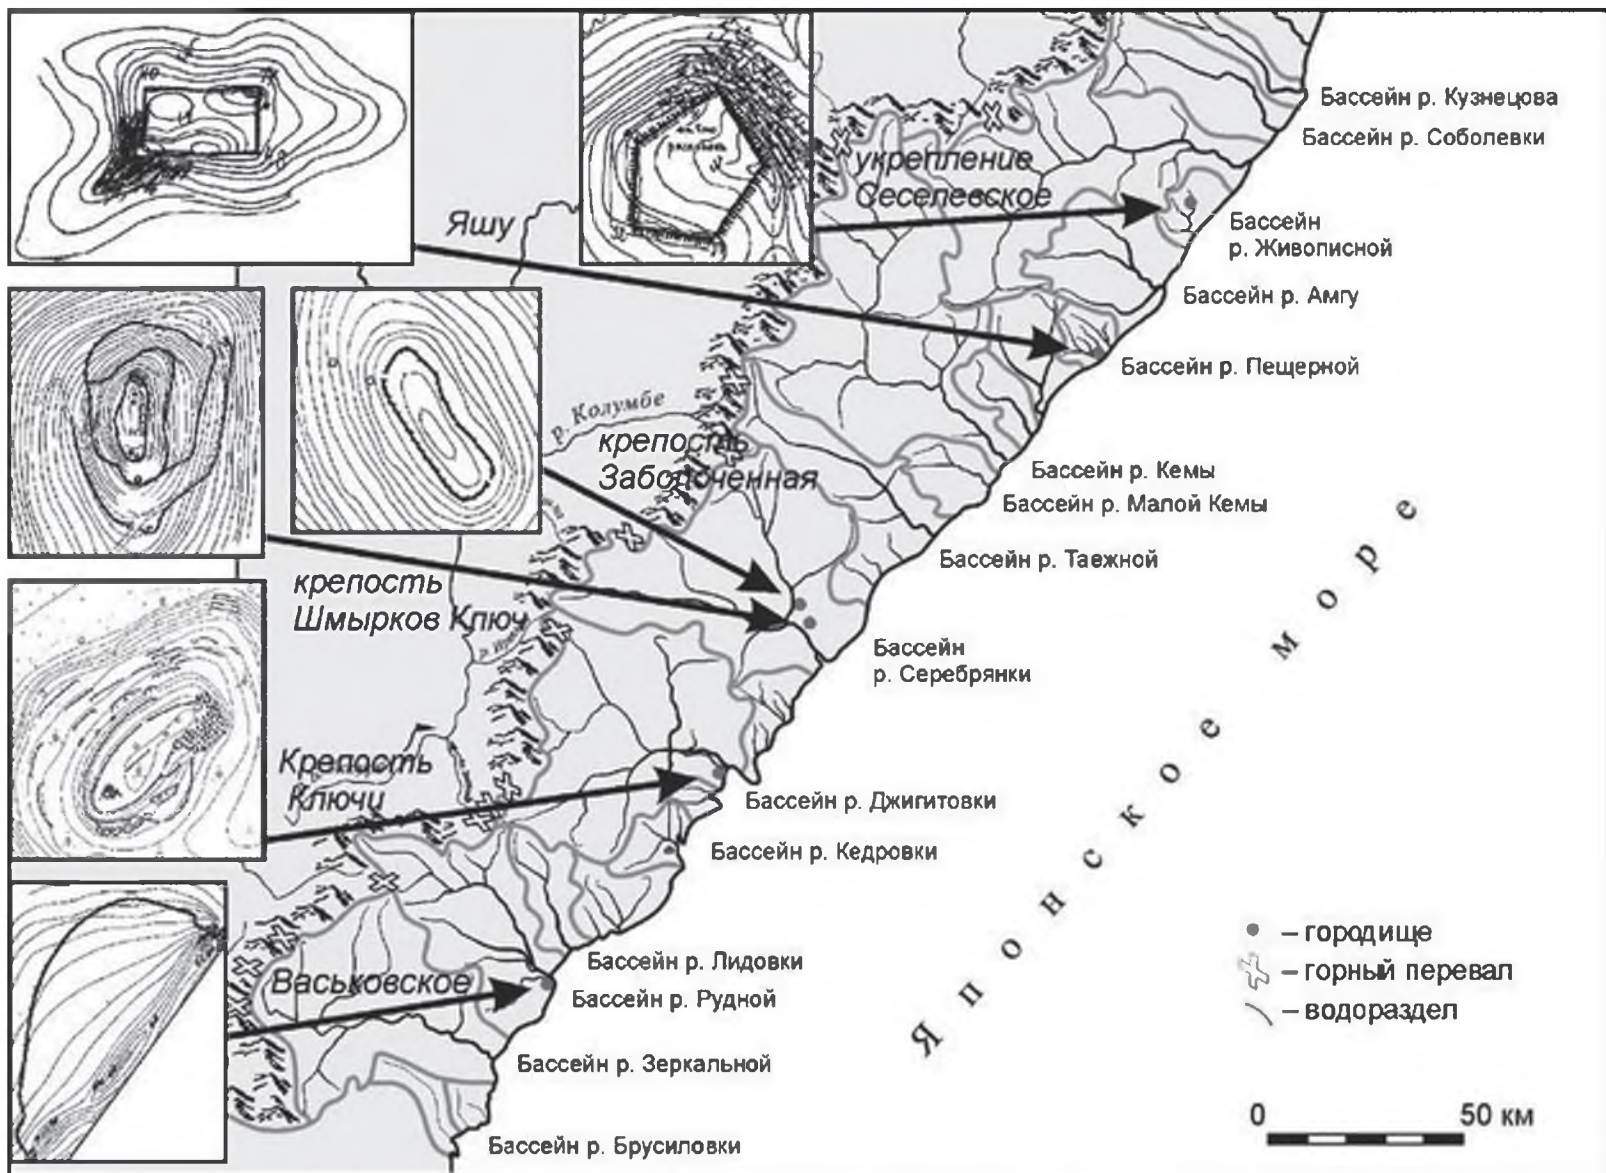 Бассейн р. Кузнецова
Бассейн р. Соболевки
укрепление
Сеселевское
Яшу
Бассейн
р. Живописной
Бассейн р. Амгу
Бассейн р. Пещерной
р. Колумбе
крепость
Заболоченная
Бассейн р. Кемы
Бассейн р. Малой Кемы
Бассейн р. Таежной
крепость
Шмырков Ключ
Бассейн
р. Серебрянки
Крепость
Ключи
Бассейн р. Джигитовки
Бассейн р. Кедровки
Японское море
– городище
– горный перевал
– водораздел
Васьковское
Бассейн р. Лидовки
Бассейн р. Рудной
Бассейн р. Зеркальной
Бассейн р. Брусиловки
0 50 км